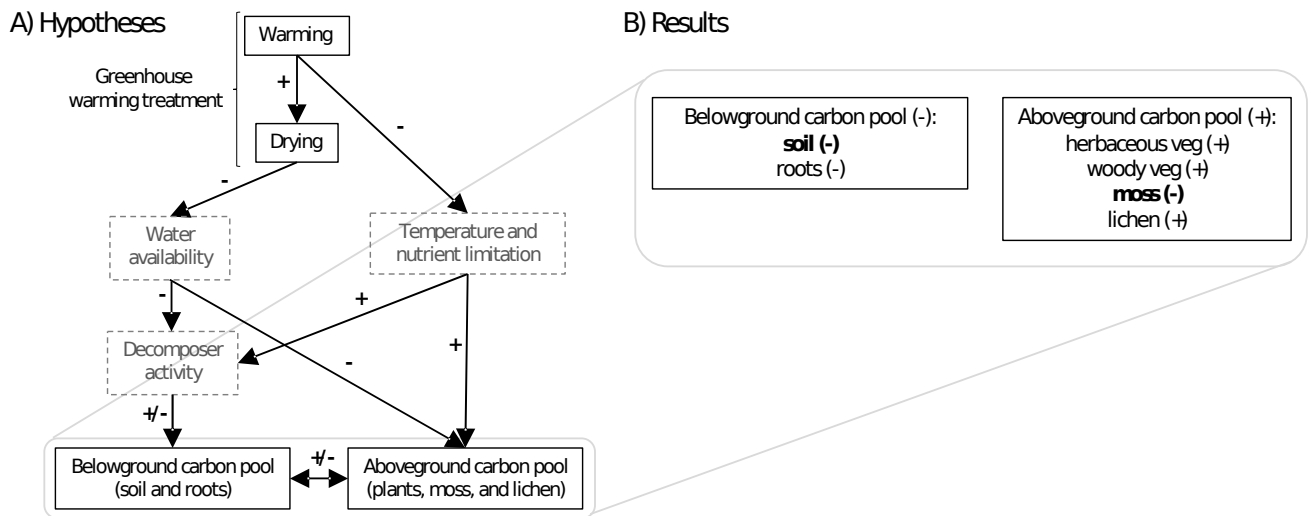 A) Hypotheses
Warming
+
-
Greenhouse
warming treatment
Drying
-
Water
availability
Temperature and
nutrient limitation
-
+
-
+
Decomposer
activity
+/-
Belowground carbon pool
(soil and roots)
+/-
Aboveground carbon pool
(plants, moss, and lichen)
B) Results
Belowground carbon pool (-):
soil (-)
roots (-)
Aboveground carbon pool (+):
herbaceous veg (+)
woody veg (+)
moss (-)
lichen (+)